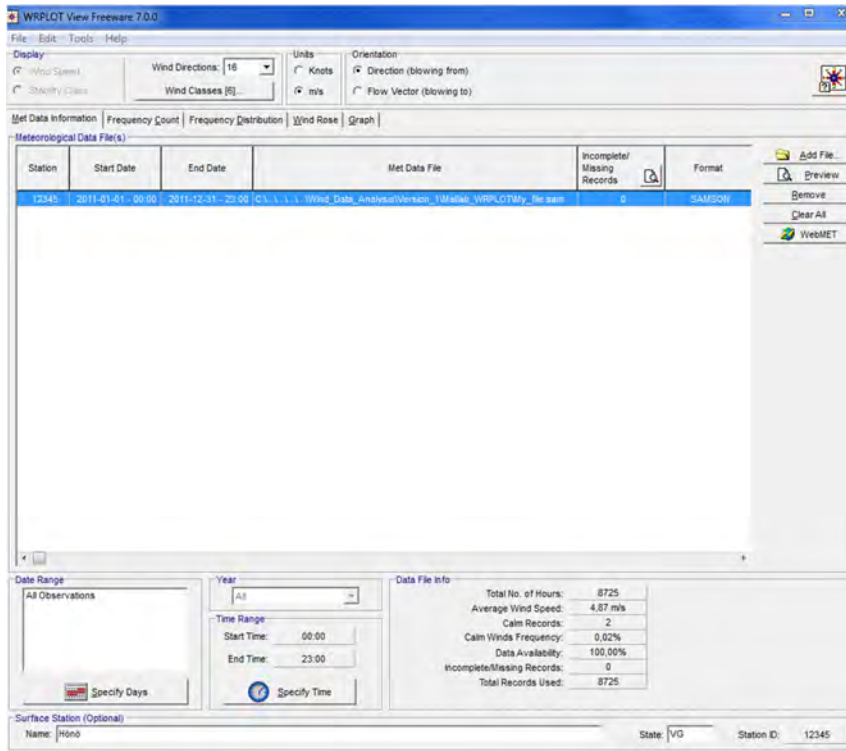 WRPLOT View Freeware 7.0.0
File Edit Tools Help
Display
Wind Speed
Stability Class
Wind Directions: 16
Wind Classes [6]...
Units
Knots
m/s
Orientation
Direction (blowing from)
Flow Vector (blowing to)
Met Data Information Frequency Count Frequency Distribution Wind Rose Graph
Meteorological Data File(s)
Station Start Date End Date Met Data File Incomplete/ Missing Records Format
12345 2011-01-01 - 00:00 2011-12-31 - 23:00 C:\..\..\..\..\Wind_Data_Analysis\Version_1\Matlab_WRPLOT\My_file.sam 0 SAMSON
Add File...
Preview
Remove
Clear All
WebMET
Date Range
All Observations
Specify Days
Year
All
Time Range
Start Time: 00:00
End Time: 23:00
Specify Time
Data File Info
Total No. of Hours: 8725
Average Wind Speed: 4,87 m/s
Calm Records: 2
Calm Winds Frequency: 0,02%
Data Availability: 100,00%
Incomplete/Missing Records: 0
Total Records Used: 8725
Surface Station (Optional)
Name: Hono State: VG Station ID: 12345